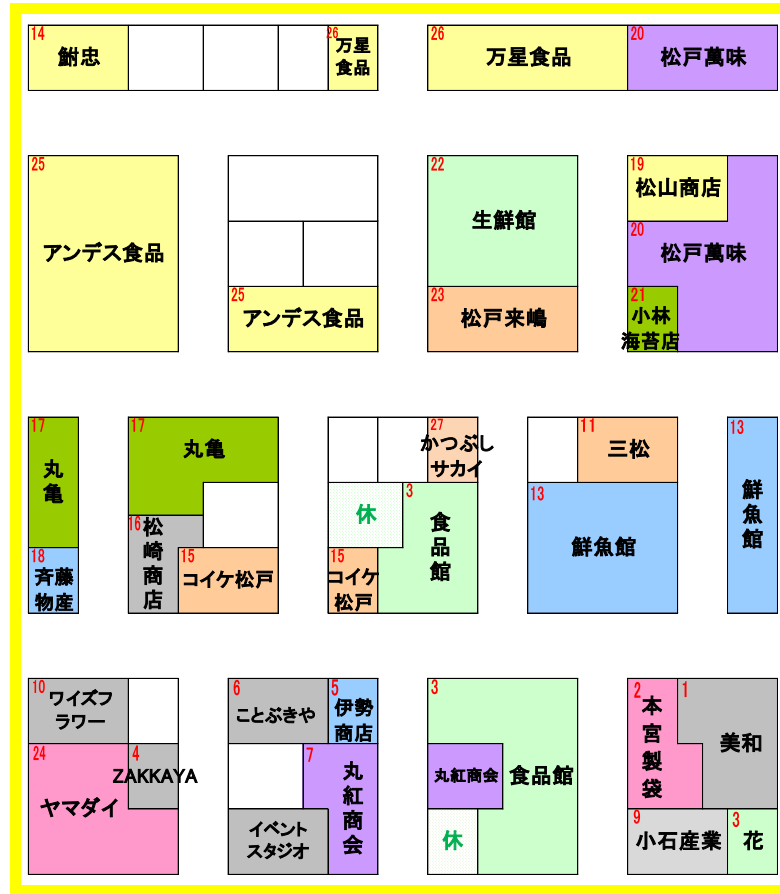 14
鮒忠
26
万星
食品
26
万星食品
20
松戸萬味
25
アンデス食品
25
アンデス食品
22
生鮮館
23
松戸来嶋
19
松山商店
20
松戸萬味
21
小林
海苔店
17
丸亀
18
斉藤
物産
17
丸亀
16
松崎商店
15
コイケ松戸
27
かつぶし
サカイ
休
3
食品館
15
コイケ
松戸
11
三松
13
鮮魚館
13
鮮魚館
10
ワイズフ
ラワー
24
ヤマダイ
4
ZAKKAYA
6
ことぶきや
5
伊勢
商店
7
丸紅商会
イベント
スタジオ
3
食品館
丸紅商会
休
2
本宮製袋
1
美和
9
小石産業
3
花